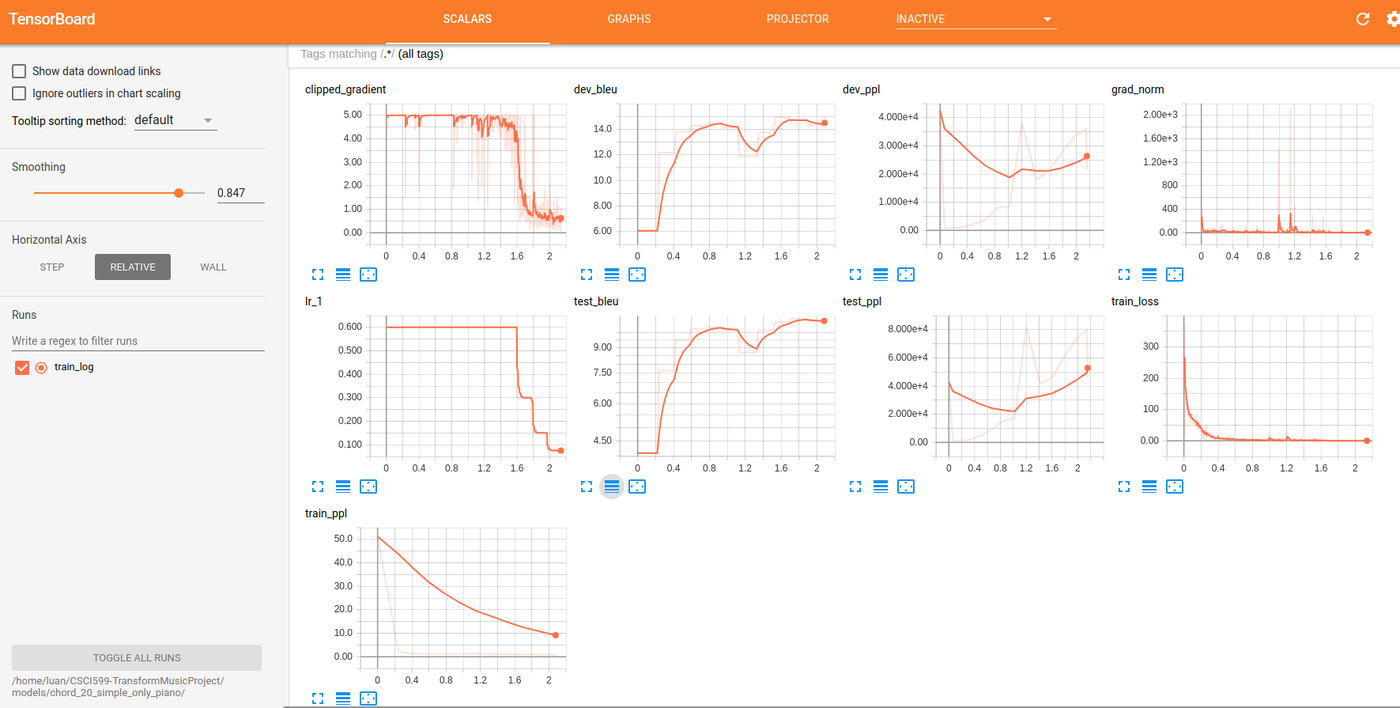 TensorBoard SCALARS GRAPHS PROJECTOR INACTIVE
Show data download links
Ignore outliers in chart scaling
Tooltip sorting method: default
Smoothing
0.847
Horizontal Axis
STEP RELATIVE WALL
Runs
Write a regex to filter runs
train_log
TOGGLE ALL RUNS
/home/luan/CSCI599-TransformMusicProject/
models/chord_20_simple_only_piano/
Tags matching /.*/ (all tags)
clipped_gradient
5.00
4.00
3.00
2.00
1.00
0.00
0 0.4 0.8 1.2 1.6 2
dev_bleu
14.0
12.0
10.0
8.00
6.00
0 0.4 0.8 1.2 1.6 2
dev_ppl
4.000e+4
3.000e+4
2.000e+4
1.000e+4
0.00
0 0.4 0.8 1.2 1.6 2
grad_norm
2.00e+3
1.60e+3
1.20e+3
800
400
0.00
0 0.4 0.8 1.2 1.6 2
lr_1
0.600
0.500
0.400
0.300
0.200
0.100
0 0.4 0.8 1.2 1.6 2
test_bleu
9.00
7.50
6.00
4.50
0 0.4 0.8 1.2 1.6 2
test_ppl
8.000e+4
6.000e+4
4.000e+4
2.000e+4
0.00
0 0.4 0.8 1.2 1.6 2
train_loss
300
200
100
0.00
0 0.4 0.8 1.2 1.6 2
train_ppl
50.0
40.0
30.0
20.0
10.0
0.00
0 0.4 0.8 1.2 1.6 2